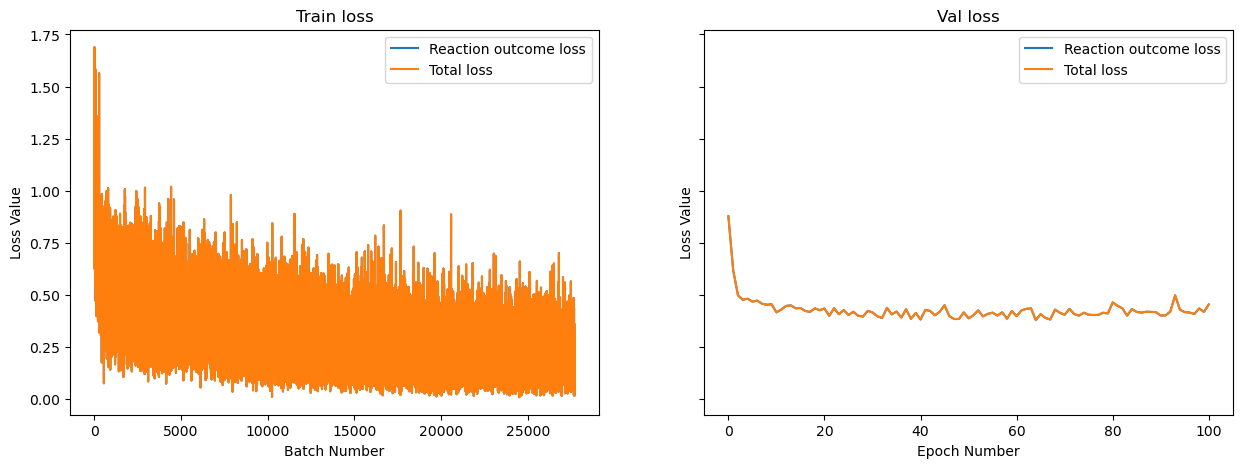 Train loss
Loss Value
1.75
1.50
1.25
1.00
0.75
0.50
0.25
0.00
Reaction outcome loss
Total loss
0
5000
10000
15000
20000
25000
Batch Number
Val loss
Loss Value
Reaction outcome loss
Total loss
0
20
40
60
80
100
Epoch Number